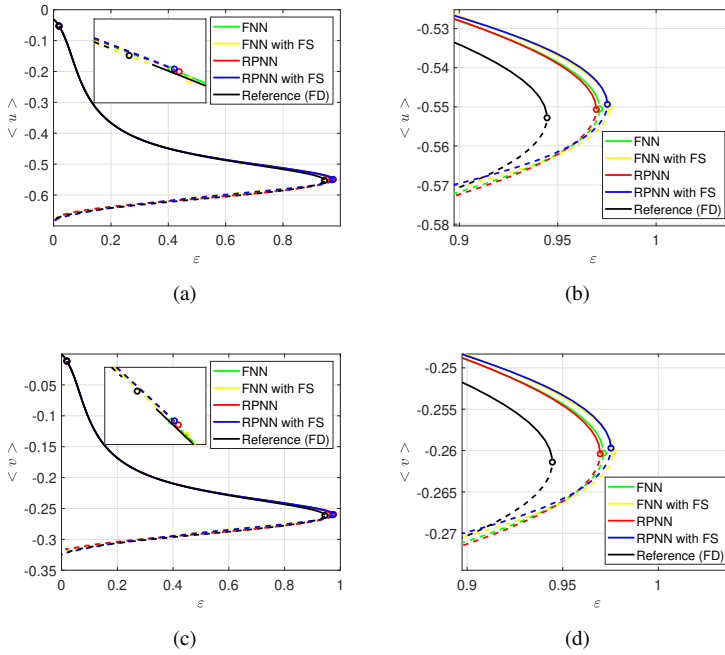 0
-0.1
-0.2
-0.3
-0.4
-0.5
-0.6
< u >
0 0.2 0.4 0.6 0.8
ε
FNN
FNN with FS
RPNN
RPNN with FS
Reference (FD)
(a)
-0.53
-0.54
-0.55
-0.56
-0.57
-0.58
< u >
0.9 0.95 1
ε
FNN
FNN with FS
RPNN
RPNN with FS
Reference (FD)
(b)
-0.05
-0.1
-0.15
-0.2
-0.25
-0.3
-0.35
< v >
0 0.2 0.4 0.6 0.8 1
ε
FNN
FNN with FS
RPNN
RPNN with FS
Reference (FD)
(c)
-0.25
-0.255
-0.26
-0.265
-0.27
< v >
0.9 0.95 1
ε
FNN
FNN with FS
RPNN
RPNN with FS
Reference (FD)
(d)